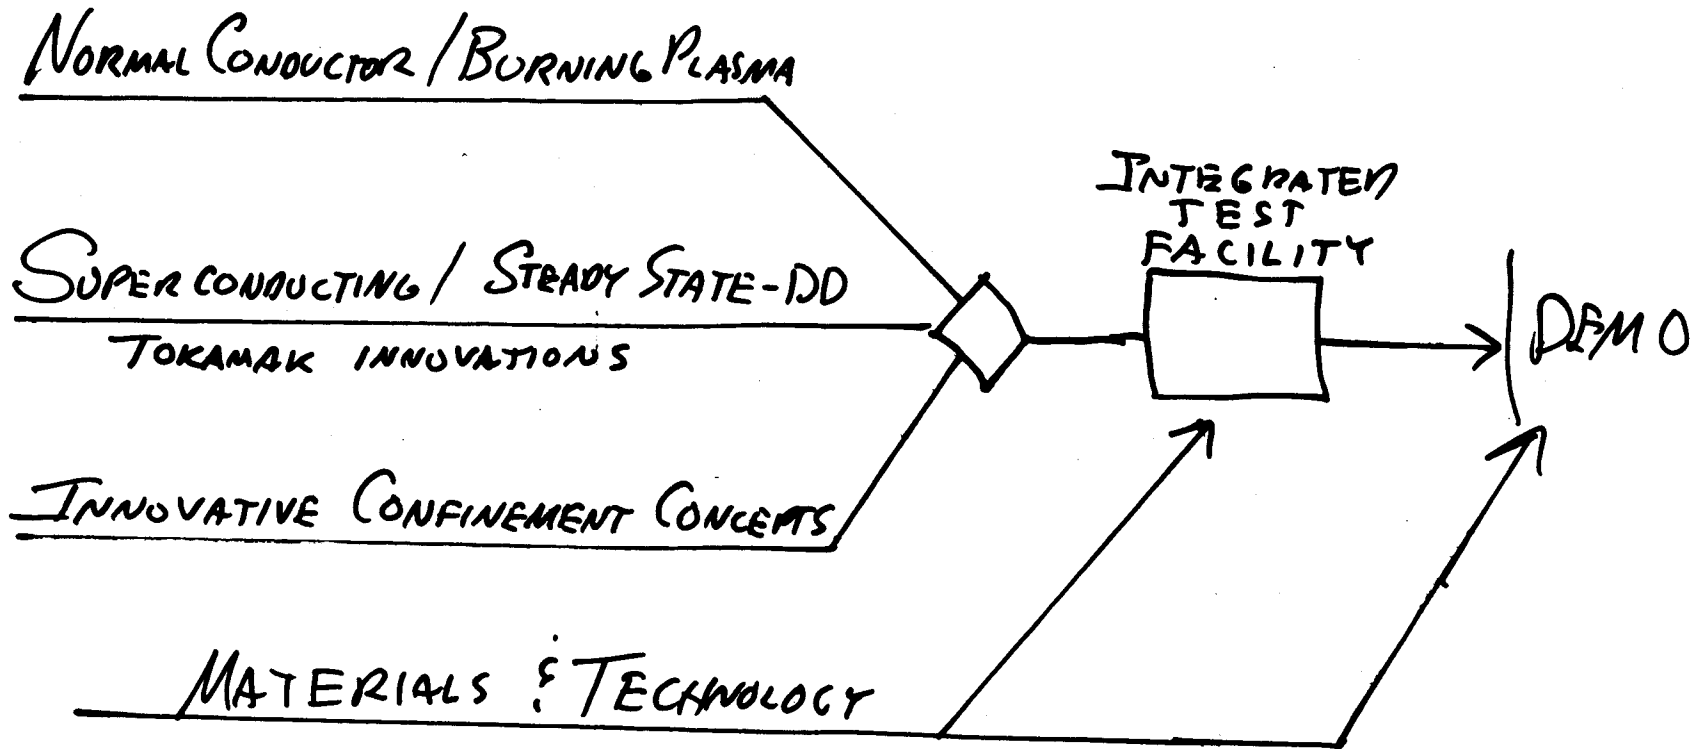 NORMAL CONDUCTOR / BURNING PLASMA
INTEGRATED
TEST
FACILITY
SUPERCONDUCTING / STEADY STATE-DD
TOKAMAK INNOVATIONS
DEMO
INNOVATIVE CONFINEMENT CONCEPTS
MATERIALS & TECHNOLOGY